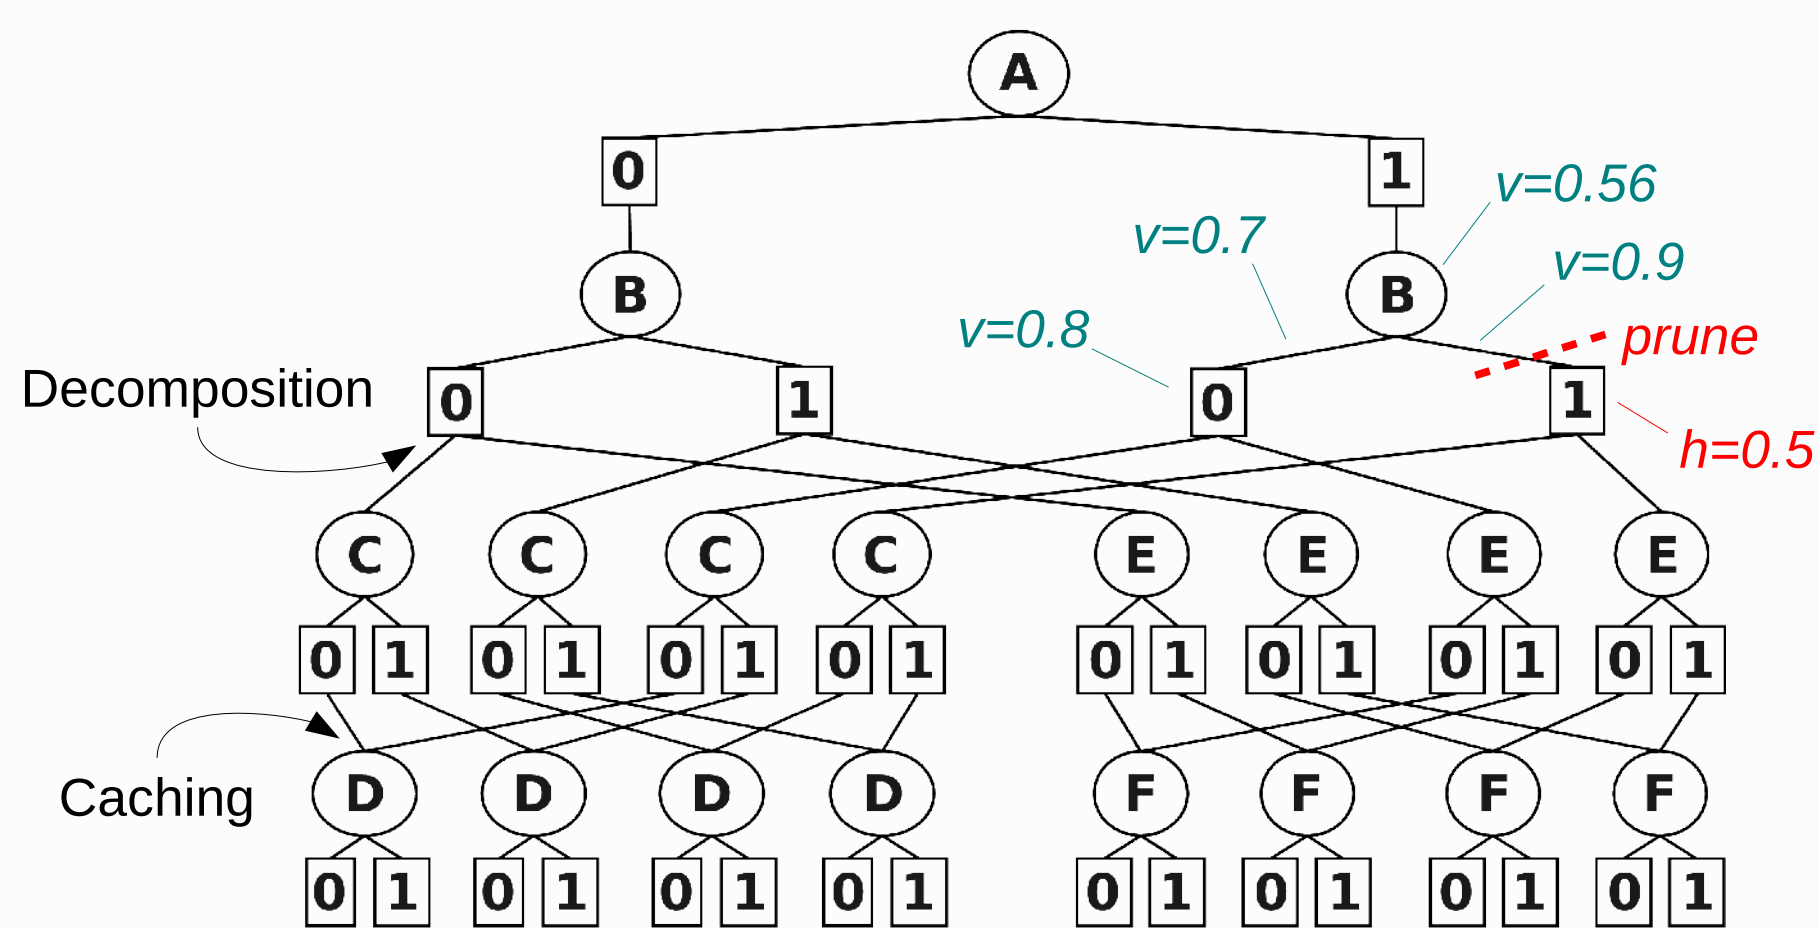 A
0 1
v=0.56
v=0.7
v=0.9
B B
v=0.8
prune
Decomposition
0 1 0 1
h=0.5
C C C C E E E E
0 1 0 1 0 1 0 1 0 1 0 1 0 1 0 1
Caching
D D D D F F F F
0 1 0 1 0 1 0 1 0 1 0 1 0 1 0 1